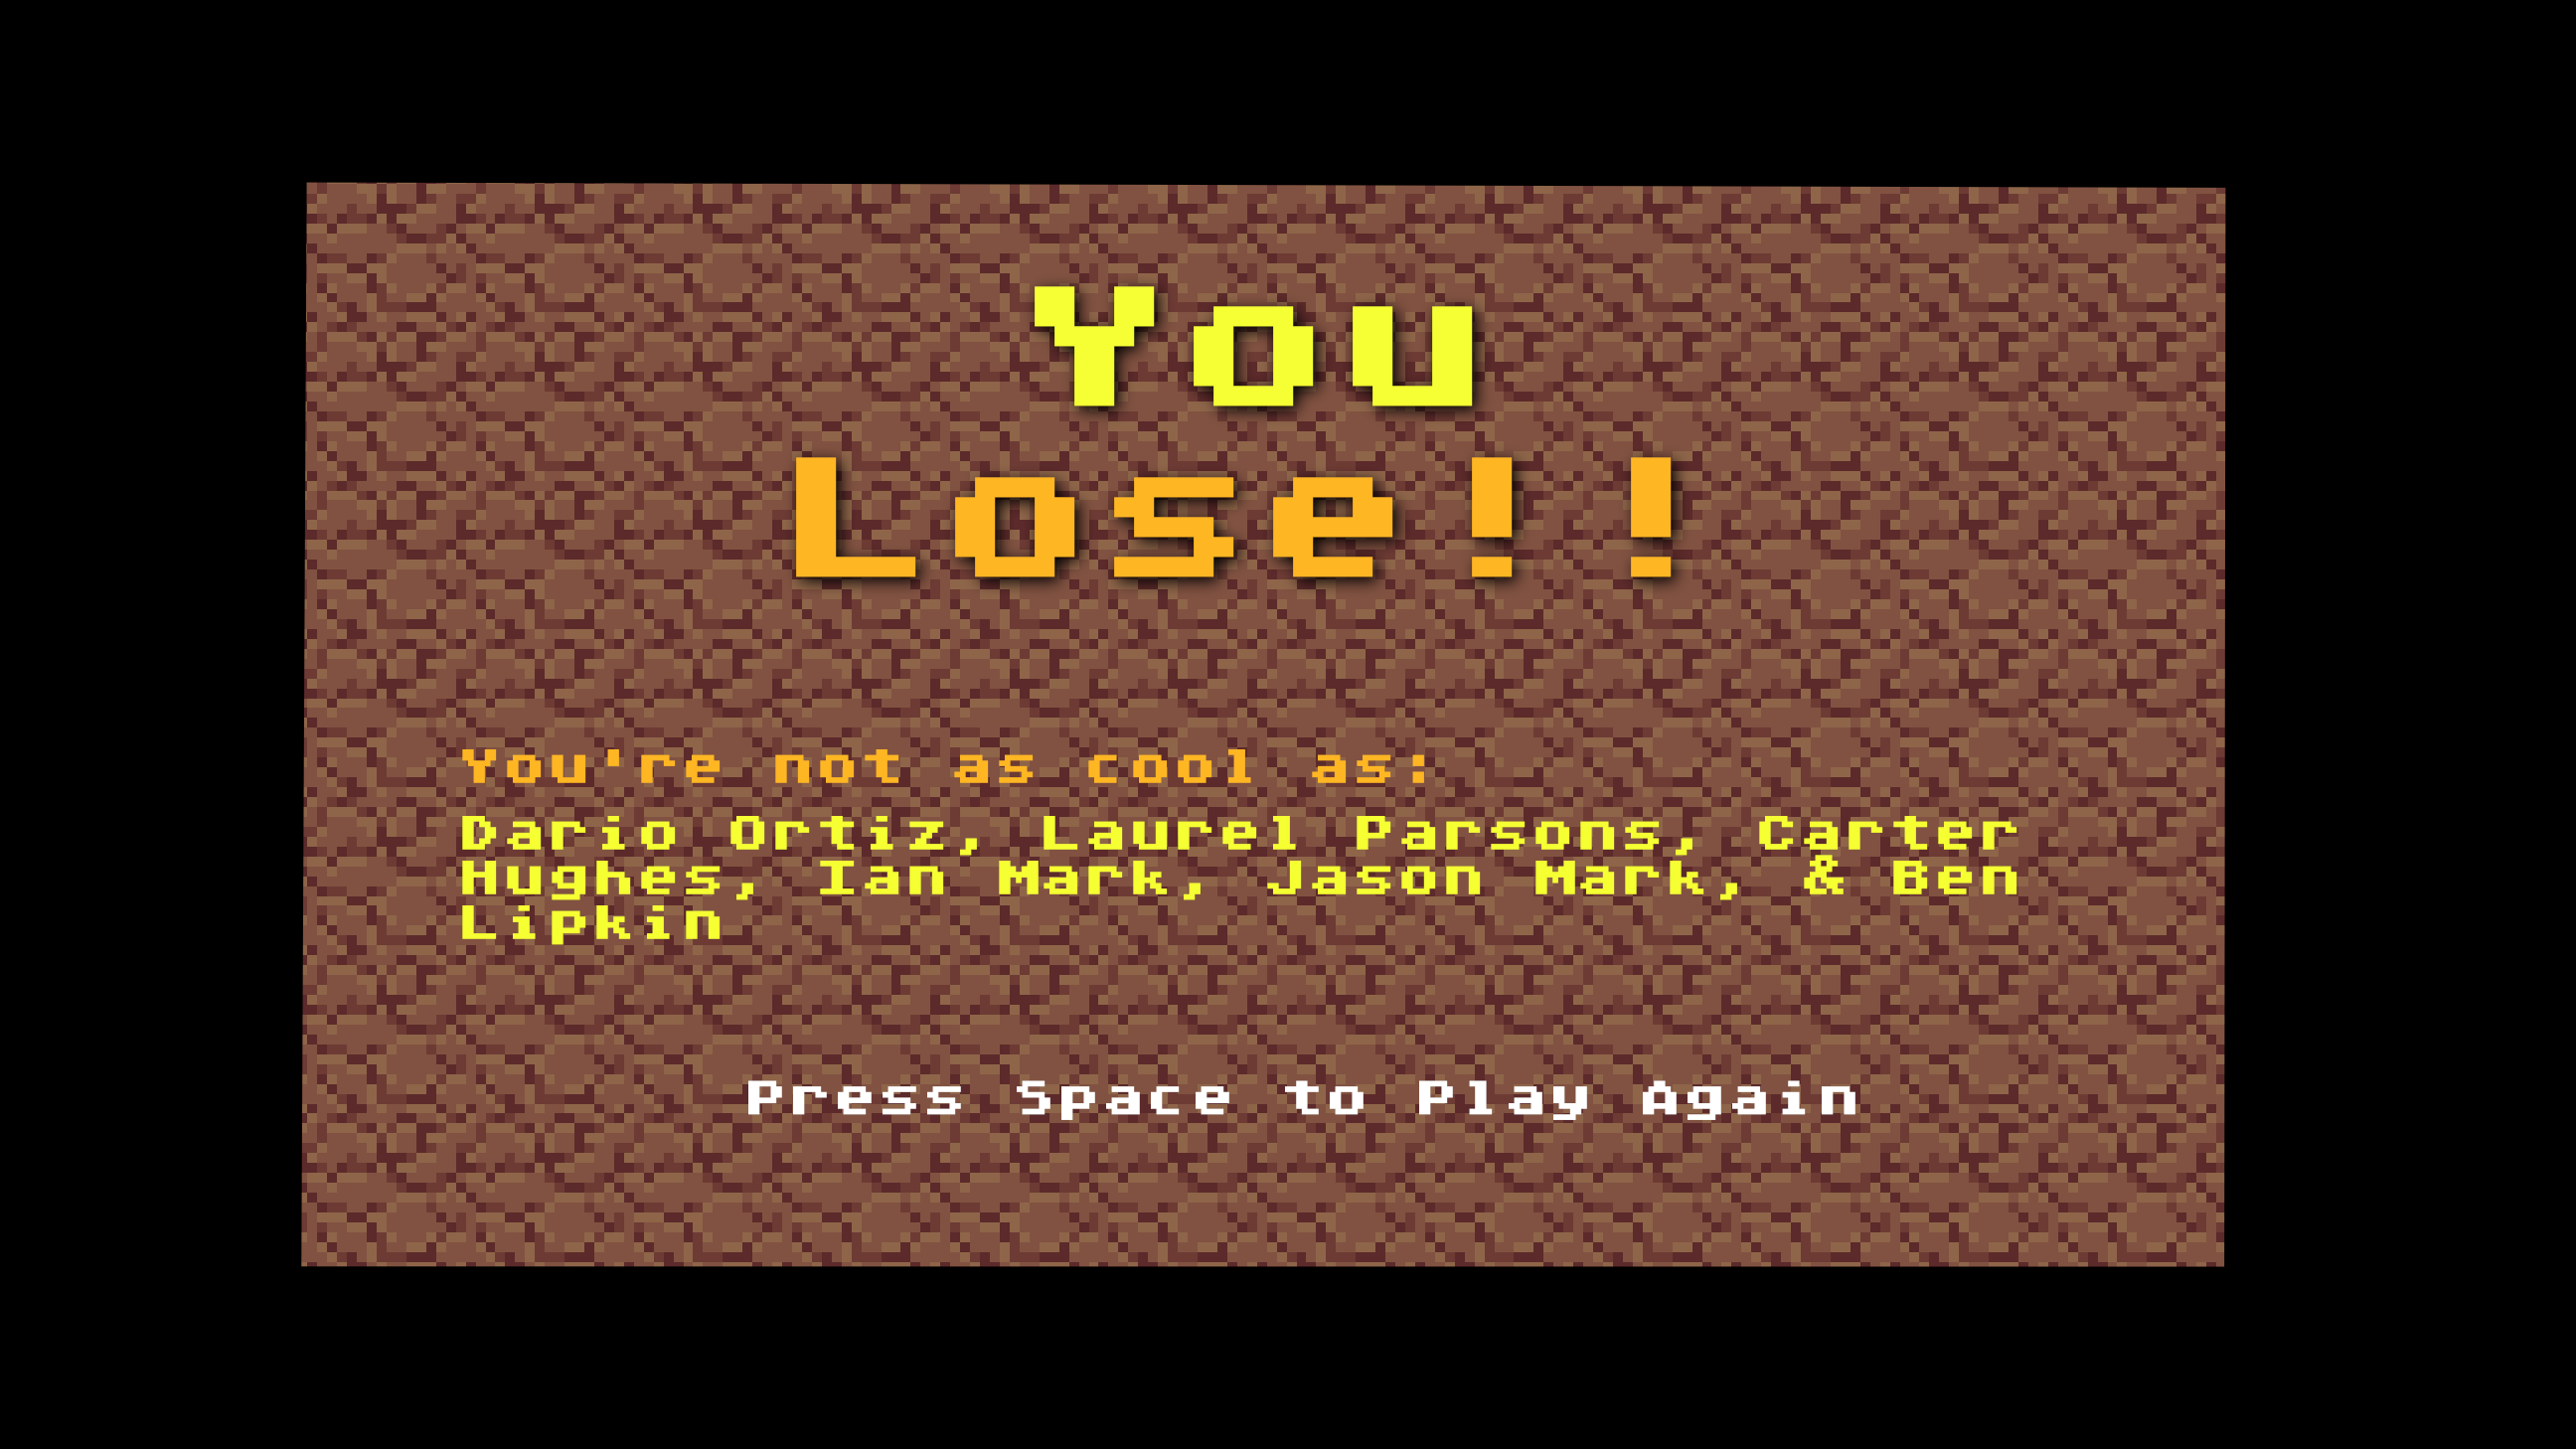 You
Lose!!
You're not as cool as:
Dario Ortiz, Laurel Parsons, Carter
Hughes, Ian Mark, Jason Mark, & Ben
Lipkin
Press Space to Play Again